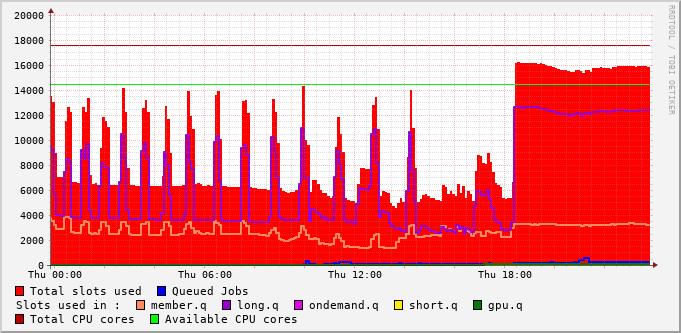 RRDTOOL / TOBI OETIKER
20000
18000
16000
14000
12000
10000
8000
6000
4000
2000
0
Thu 00:00 Thu 06:00 Thu 12:00 Thu 18:00
Total slots used Queued Jobs
Slots used in : member.q long.q ondemand.q short.q gpu.q
Total CPU cores Available CPU cores